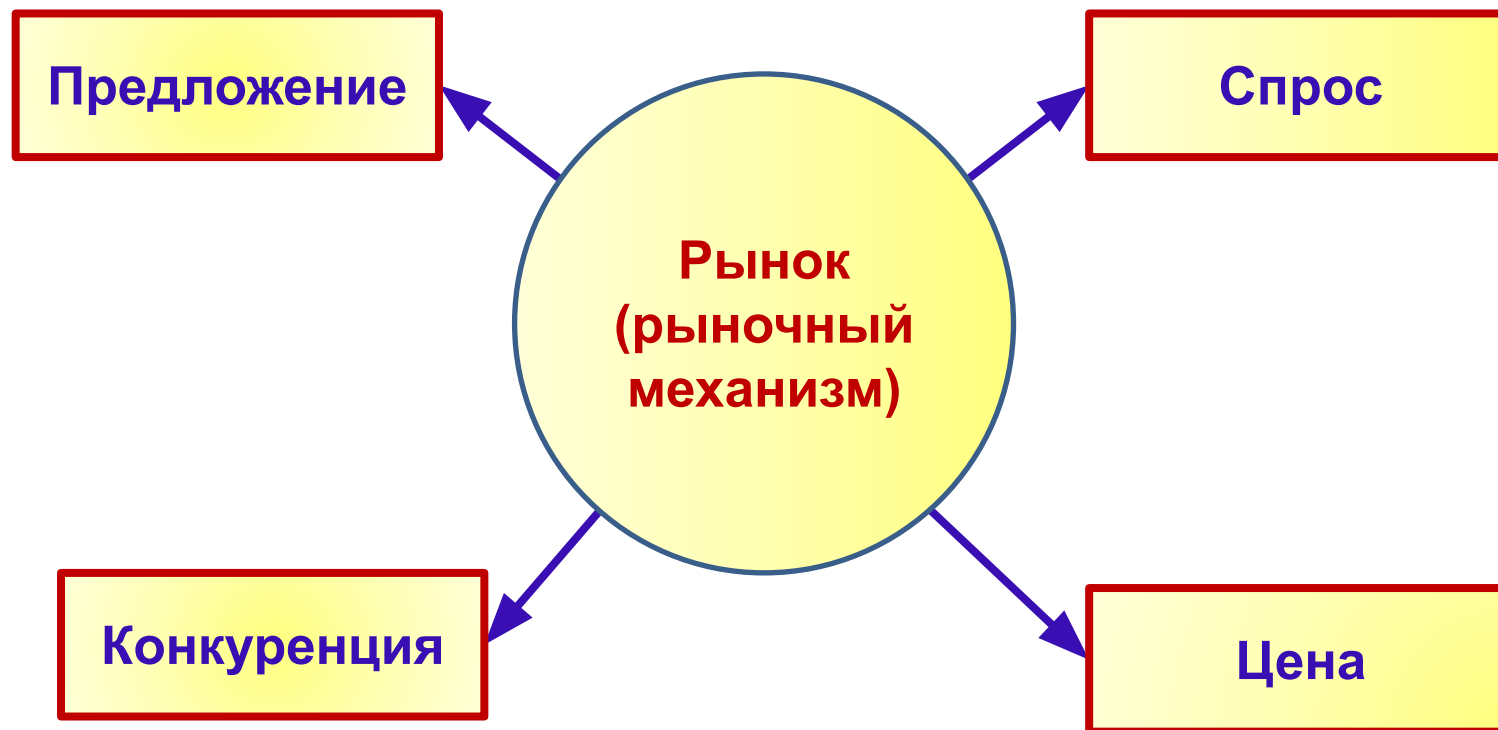 Предложение
Спрос
Рынок
(рыночный
механизм)
Конкуренция
Цена